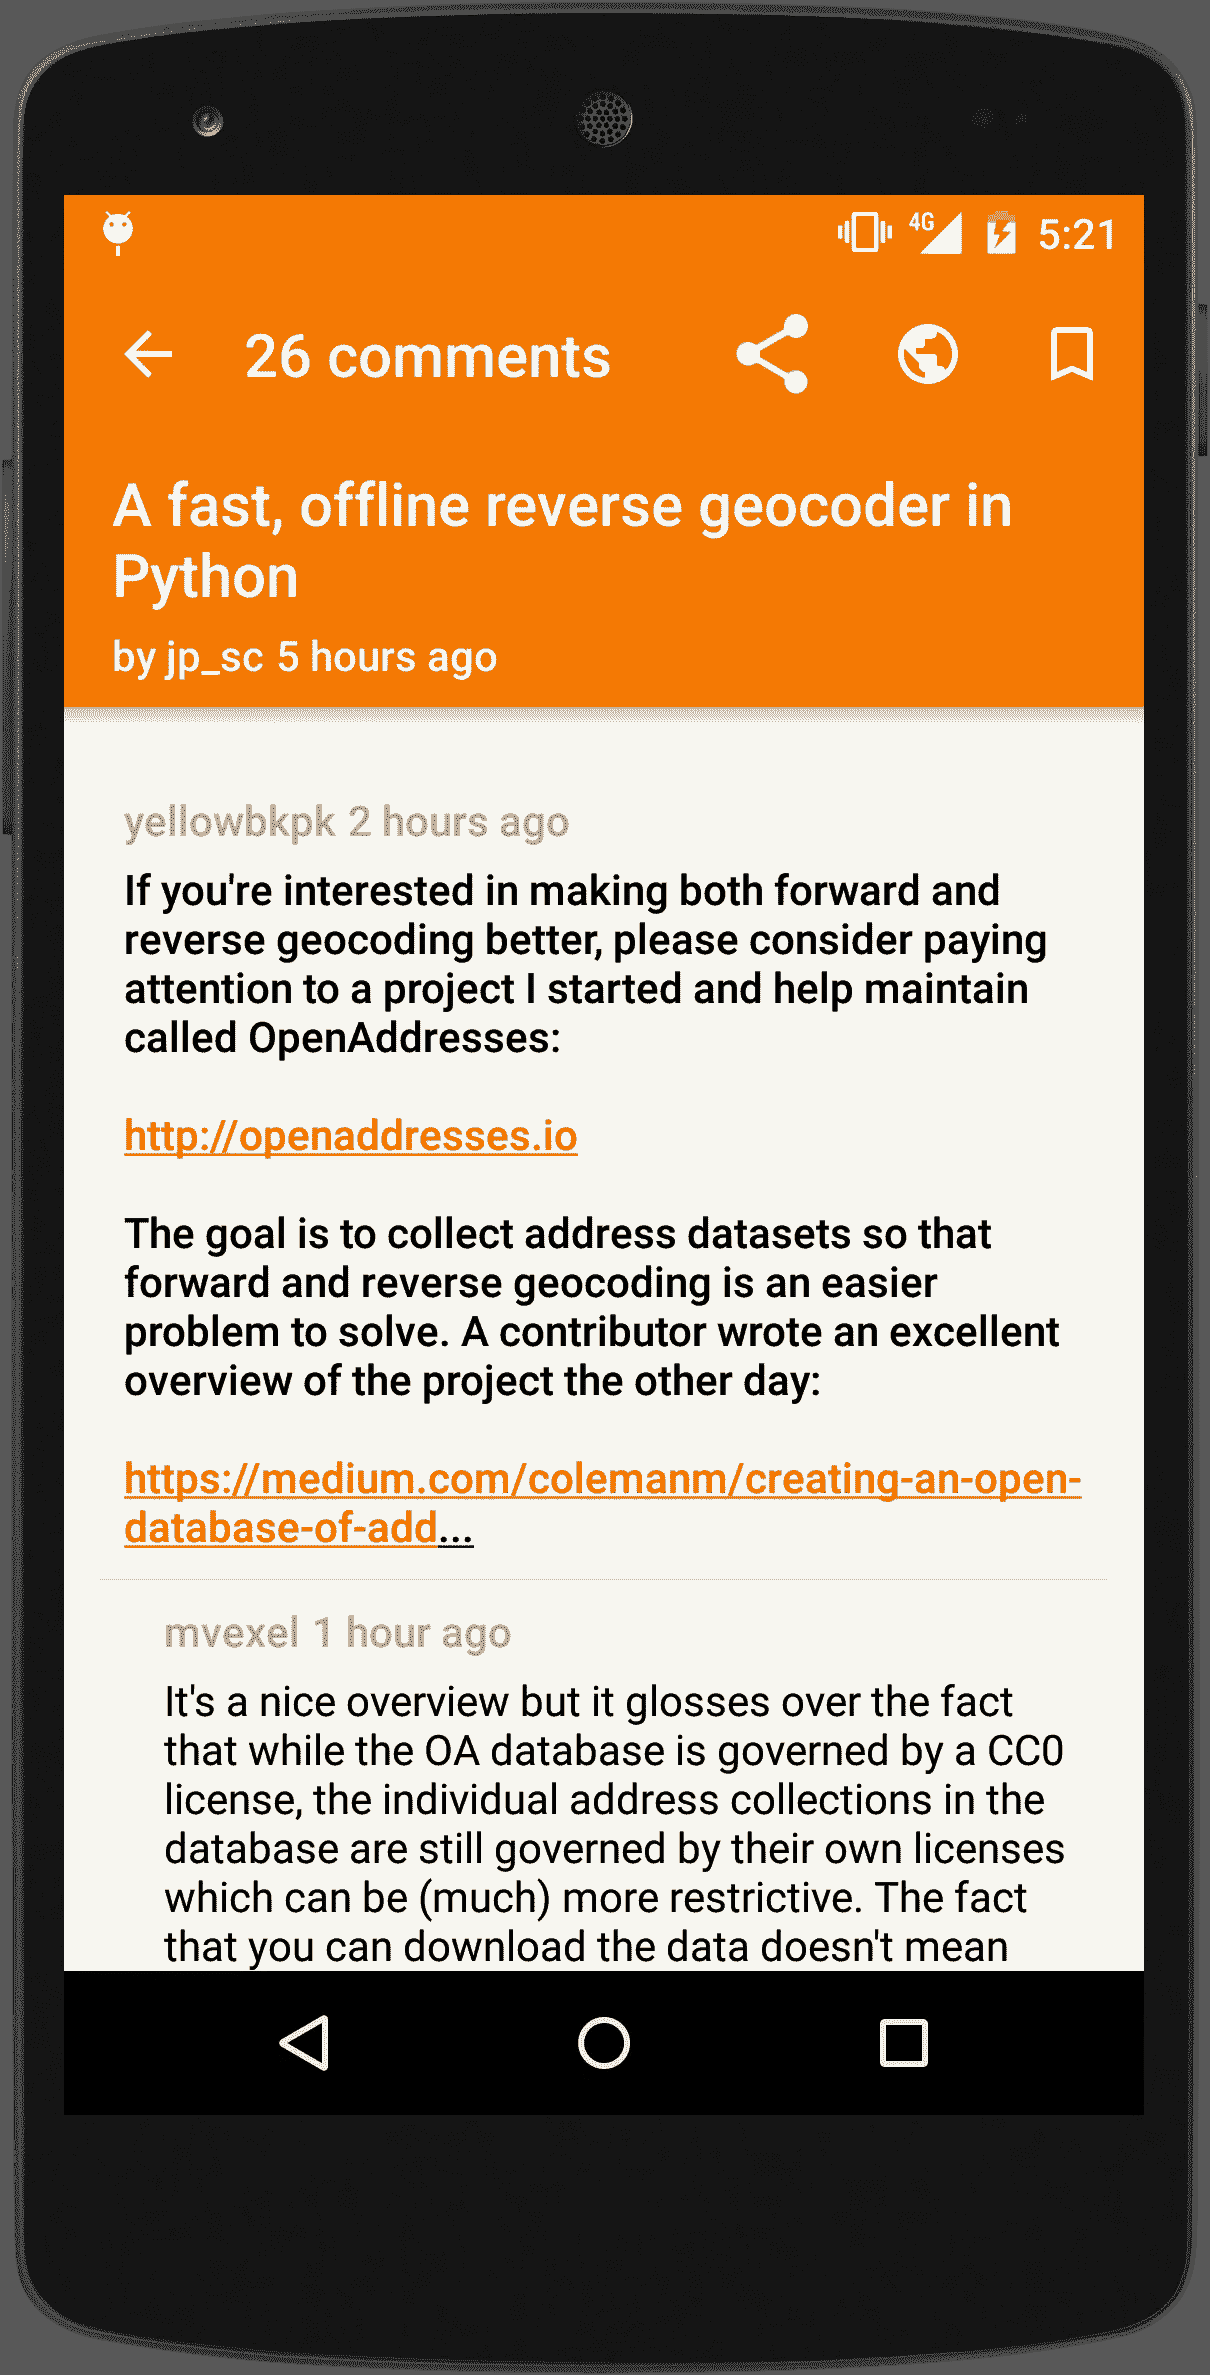 4G 5:21
26 comments
A fast, offline reverse geocoder in
Python
by jp_sc 5 hours ago
yellowbkpk 2 hours ago
If you're interested in making both forward and
reverse geocoding better, please consider paying
attention to a project I started and help maintain
called OpenAddresses:
http://openaddresses.io
The goal is to collect address datasets so that
forward and reverse geocoding is an easier
problem to solve. A contributor wrote an excellent
overview of the project the other day:
https://medium.com/colemanm/creating-an-open-
database-of-add...
mvexel 1 hour ago
It's a nice overview but it glosses over the fact
that while the OA database is governed by a CC0
license, the individual address collections in the
database are still governed by their own licenses
which can be (much) more restrictive. The fact
that you can download the data doesn't mean